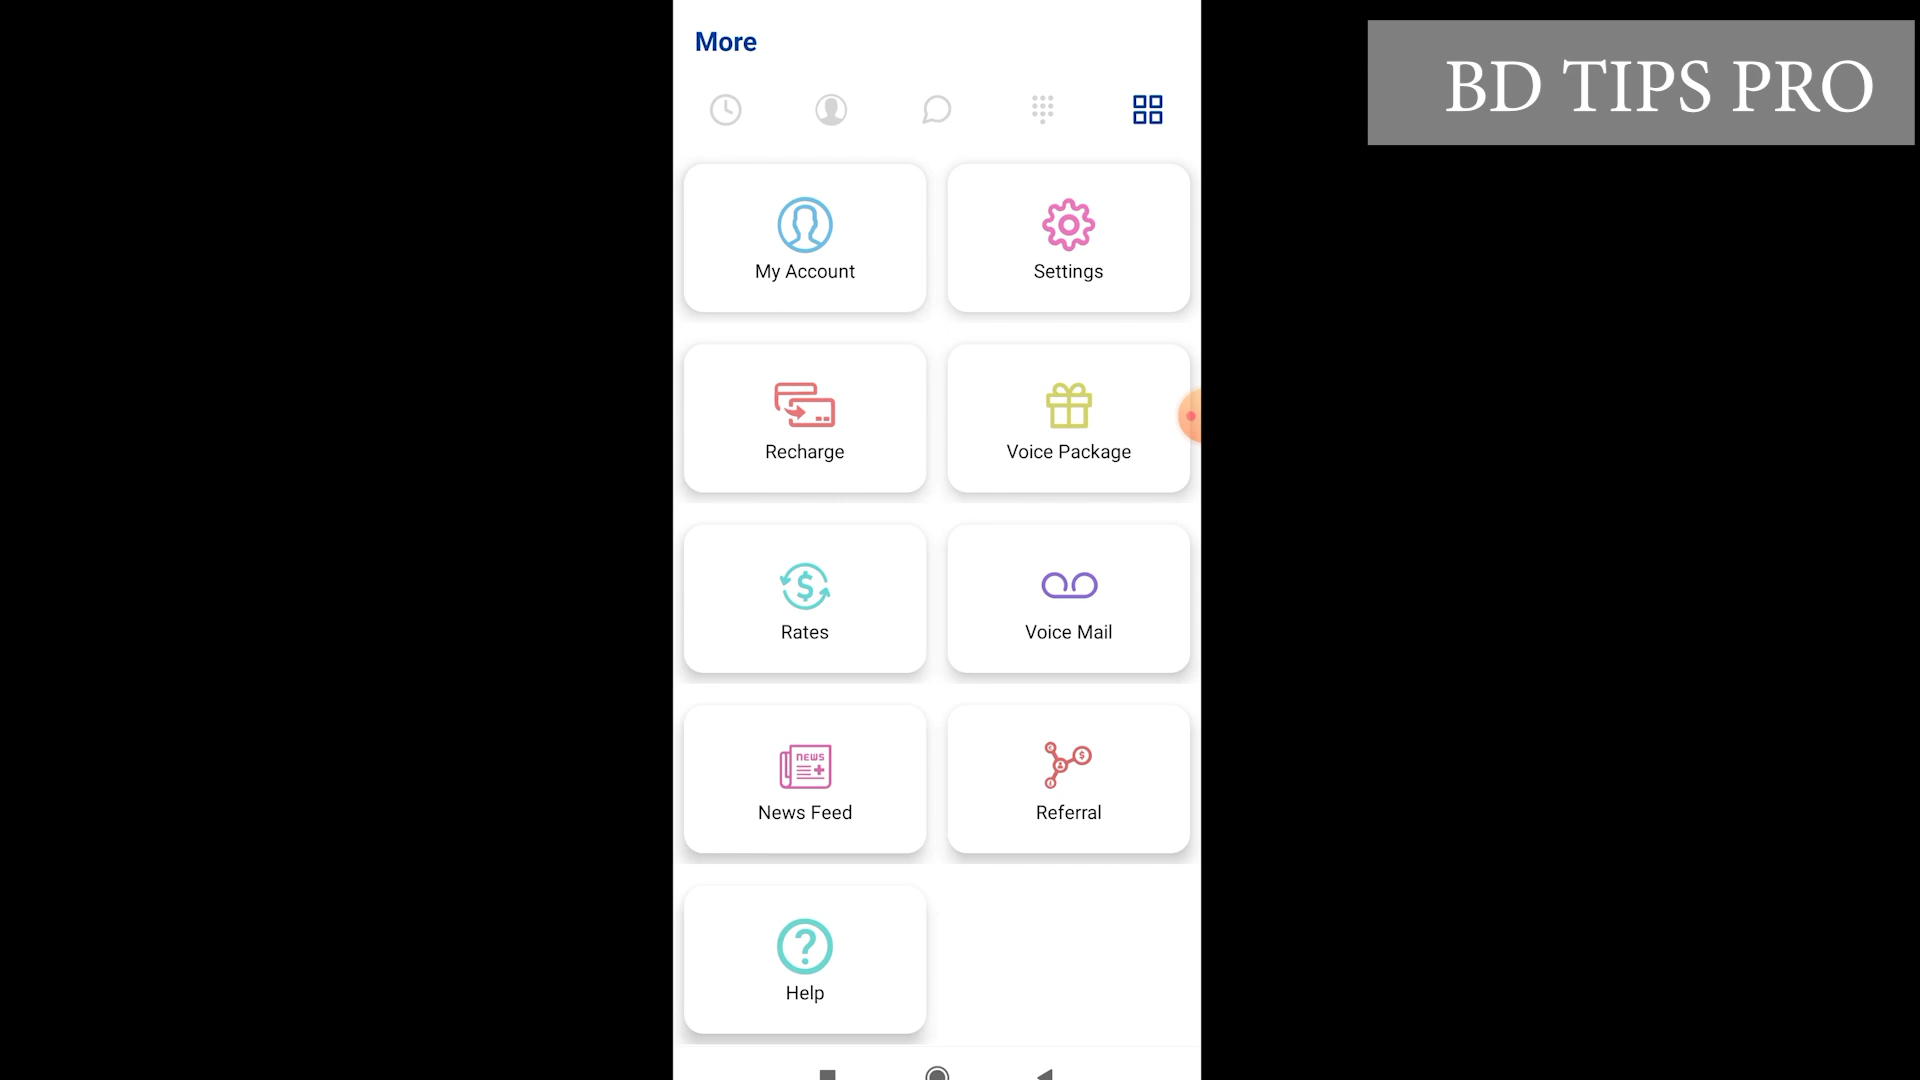 More
BD TIPS PRO
My Account
Settings
Recharge
Voice Package
Rates
Voice Mail
NEWS
News Feed
Referral
Help